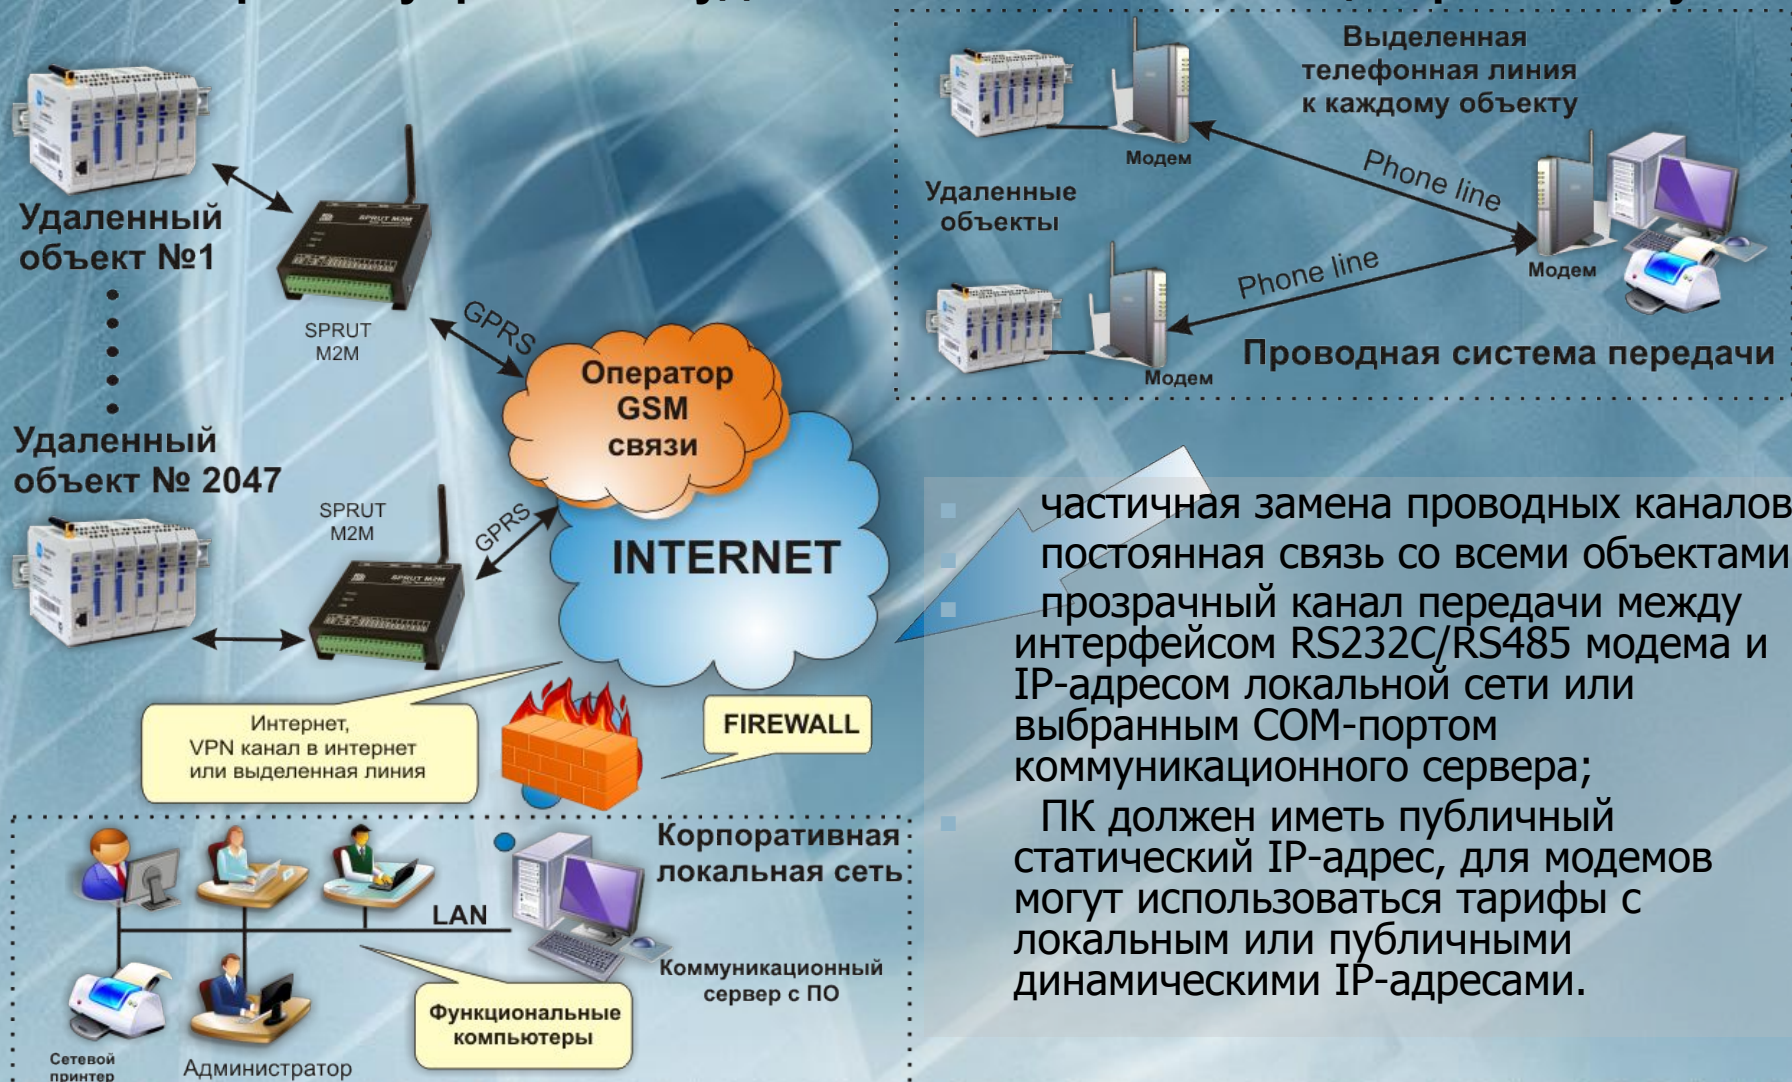 Выделенная
телефонная линия
к каждому объекту
Модем
Phone line
Удаленные
объекты
Phone line
Модем
Модем
Проводная система передачи
Удаленный
объект №1
SPRUT M2M
SPRUT
M2M
GPRS
Оператор
GSM
связи
Удаленный
объект № 2047
SPRUT
M2M
GPRS
SPRUT M2M
INTERNET
частичная замена проводных каналов
постоянная связь со всеми объектами
прозрачный канал передачи между
интерфейсом RS232C/RS485 модема и
IP-адресом локальной сети или
выбранным COM-портом
коммуникационного сервера;
ПК должен иметь публичный
статический IP-адрес, для модемов
могут использоваться тарифы с
локальным или публичными
динамическими IP-адресами.
Интернет,
VPN канал в интернет
или выделенная линия
FIREWALL
Корпоративная
локальная сеть
LAN
Коммуникационный
сервер с ПО
Функциональные
компьютеры
Сетевой
принтер
Администратор